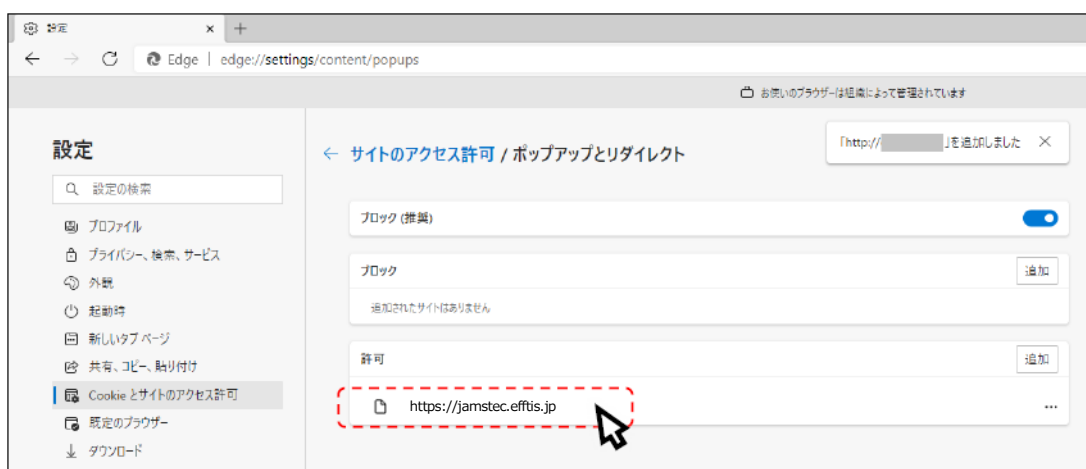 設定
Edge | edge://settings/content/popups
お使いのブラウザーは組織によって管理されています
設定
サイトのアクセス許可 / ポップアップとリダイレクト
「http:// 」を追加しました
設定の検索
プロファイル
プライバシー、検索、サービス
外観
起動時
新しいタブ ページ
共有、コピー、貼り付け
Cookie とサイトのアクセス許可
既定のブラウザー
ダウンロード
ブロック (推奨)
ブロック
追加
追加されたサイトはありません
許可
追加
https://jamstec.efftis.jp